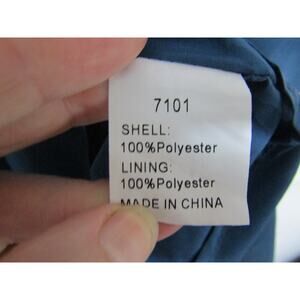 7101
SHELL:
100%Polyester
LINING:
100%Polyester
MADE IN CHINA